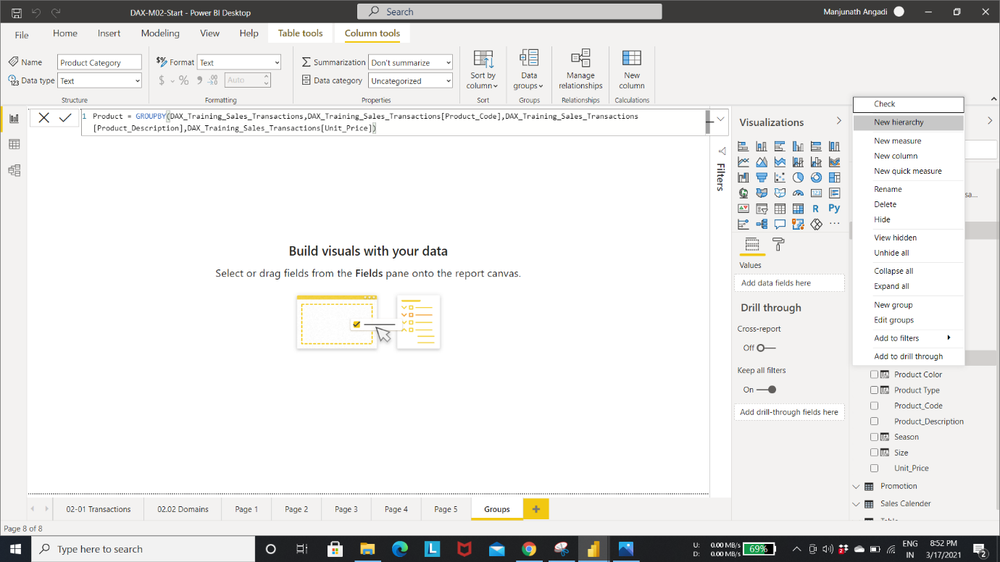 DAX-M02-Start - Power BI Desktop
Search
Manjunath Angadi
File
Home
Insert
Modeling
View
Help
Table tools
Column tools
Name
Product Category
Data type
Text
Structure
$% Format
Text
$
%
Auto
Formatting
Summarization
Don't summarize
Data category
Uncategorized
Properties
Sort by
column
Sort
Data
groups
Groups
Manage
relationships
Relationships
New
column
Calculations
1 Product = GROUPBY(DAX_Training_Sales_Transactions,DAX_Training_Sales_Transactions[Product_Code],DAX_Training_Sales_Transactions
[Product_Description],DAX_Training_Sales_Transactions[Unit_Price])
Filters
Build visuals with your data
Select or drag fields from the Fields pane onto the report canvas.
Visualizations
123
R
Py
...
Values
Add data fields here
Drill through
Cross-report
Off
Keep all filters
On
Add drill-through fields here
Check
New hierarchy
New measure
New column
New quick measure
Rename
Delete
Hide
View hidden
Unhide all
Collapse all
Expand all
New group
Edit groups
Add to filters
Add to drill through
sa...
Product Color
Product Type
Product_Code
Product_Description
Season
Size
Unit_Price
Promotion
Sales Calender
02-01 Transactions
02.02 Domains
Page 1
Page 2
Page 3
Page 4
Page 5
Groups
+
Page 8 of 8
Type here to search
L
U: 0.00 MB/s
D: 0.00 MB/s
69%
ENG
IN
8:52 PM
3/17/2021
2